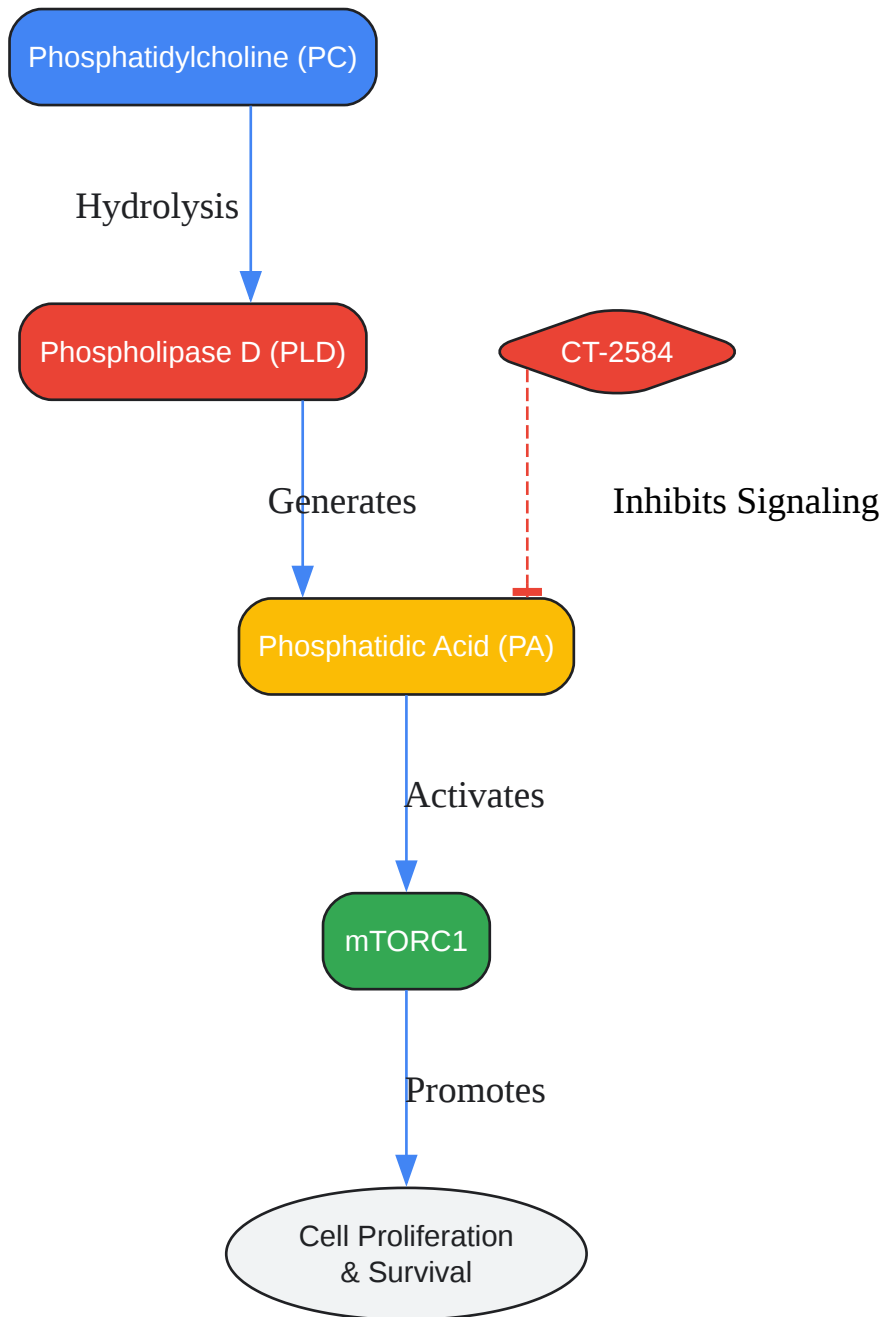 Phosphatidylcholine (PC)
Hydrolysis
Phospholipase D (PLD)
CT-2584
Generates
Inhibits Signaling
Phosphatidic Acid (PA)
Activates
mTORC1
Promotes
Cell Proliferation
& Survival